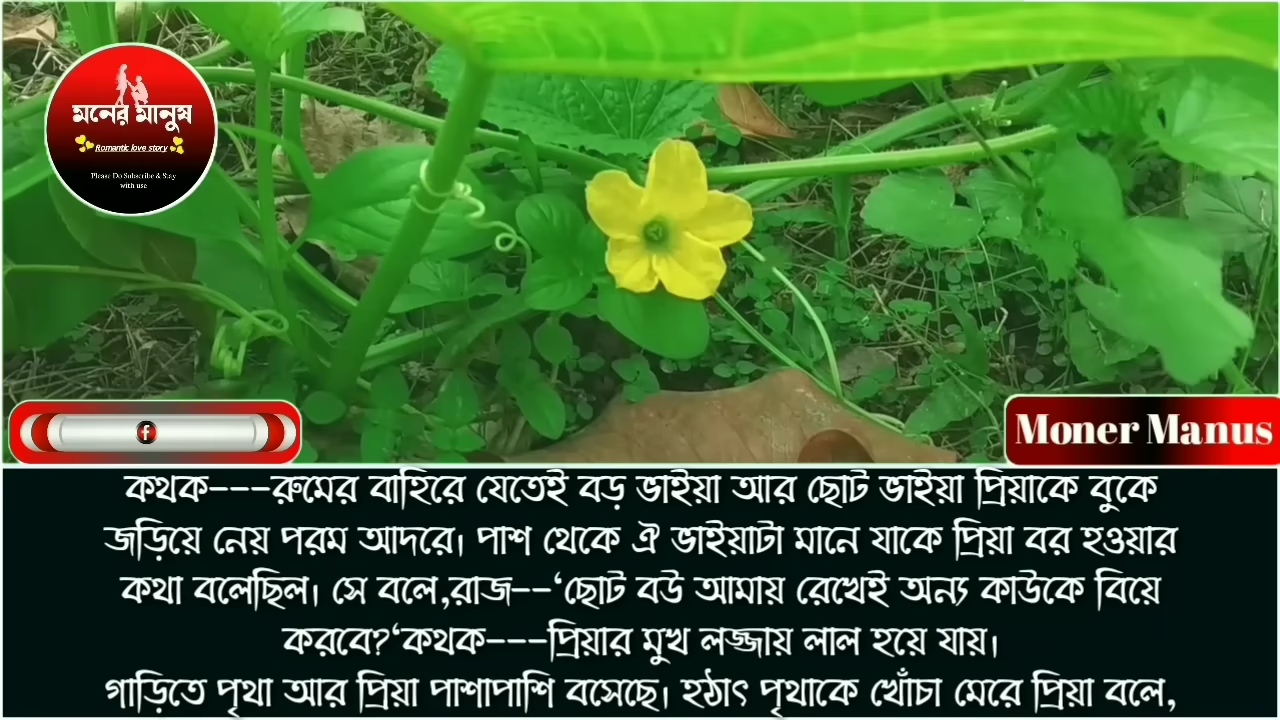 মনের মানুষ
Romantic love story
Please Do Subscribe & Stay
with use
f
Moner Manus
কথক---রুমের বাহিরে যেতেই বড় ভাইয়া আর ছোট ভাইয়া প্রিয়াকে বুকে
জড়িয়ে নেয় পরম আদরে। পাশ থেকে ঐ ভাইয়াটা মানে যাকে প্রিয়া বর হওয়ার
কথা বলেছিল। সে বলে,রাজ--‘ছোট বউ আমায় রেখেই অন্য কাউকে বিয়ে
করবে?‘কথক---প্রিয়ার মুখ লজ্জায় লাল হয়ে যায়।
গাড়িতে পৃথা আর প্রিয়া পাশাপাশি বসেছে। হঠাৎ পৃথাকে খোঁচা মেরে প্রিয়া বলে,